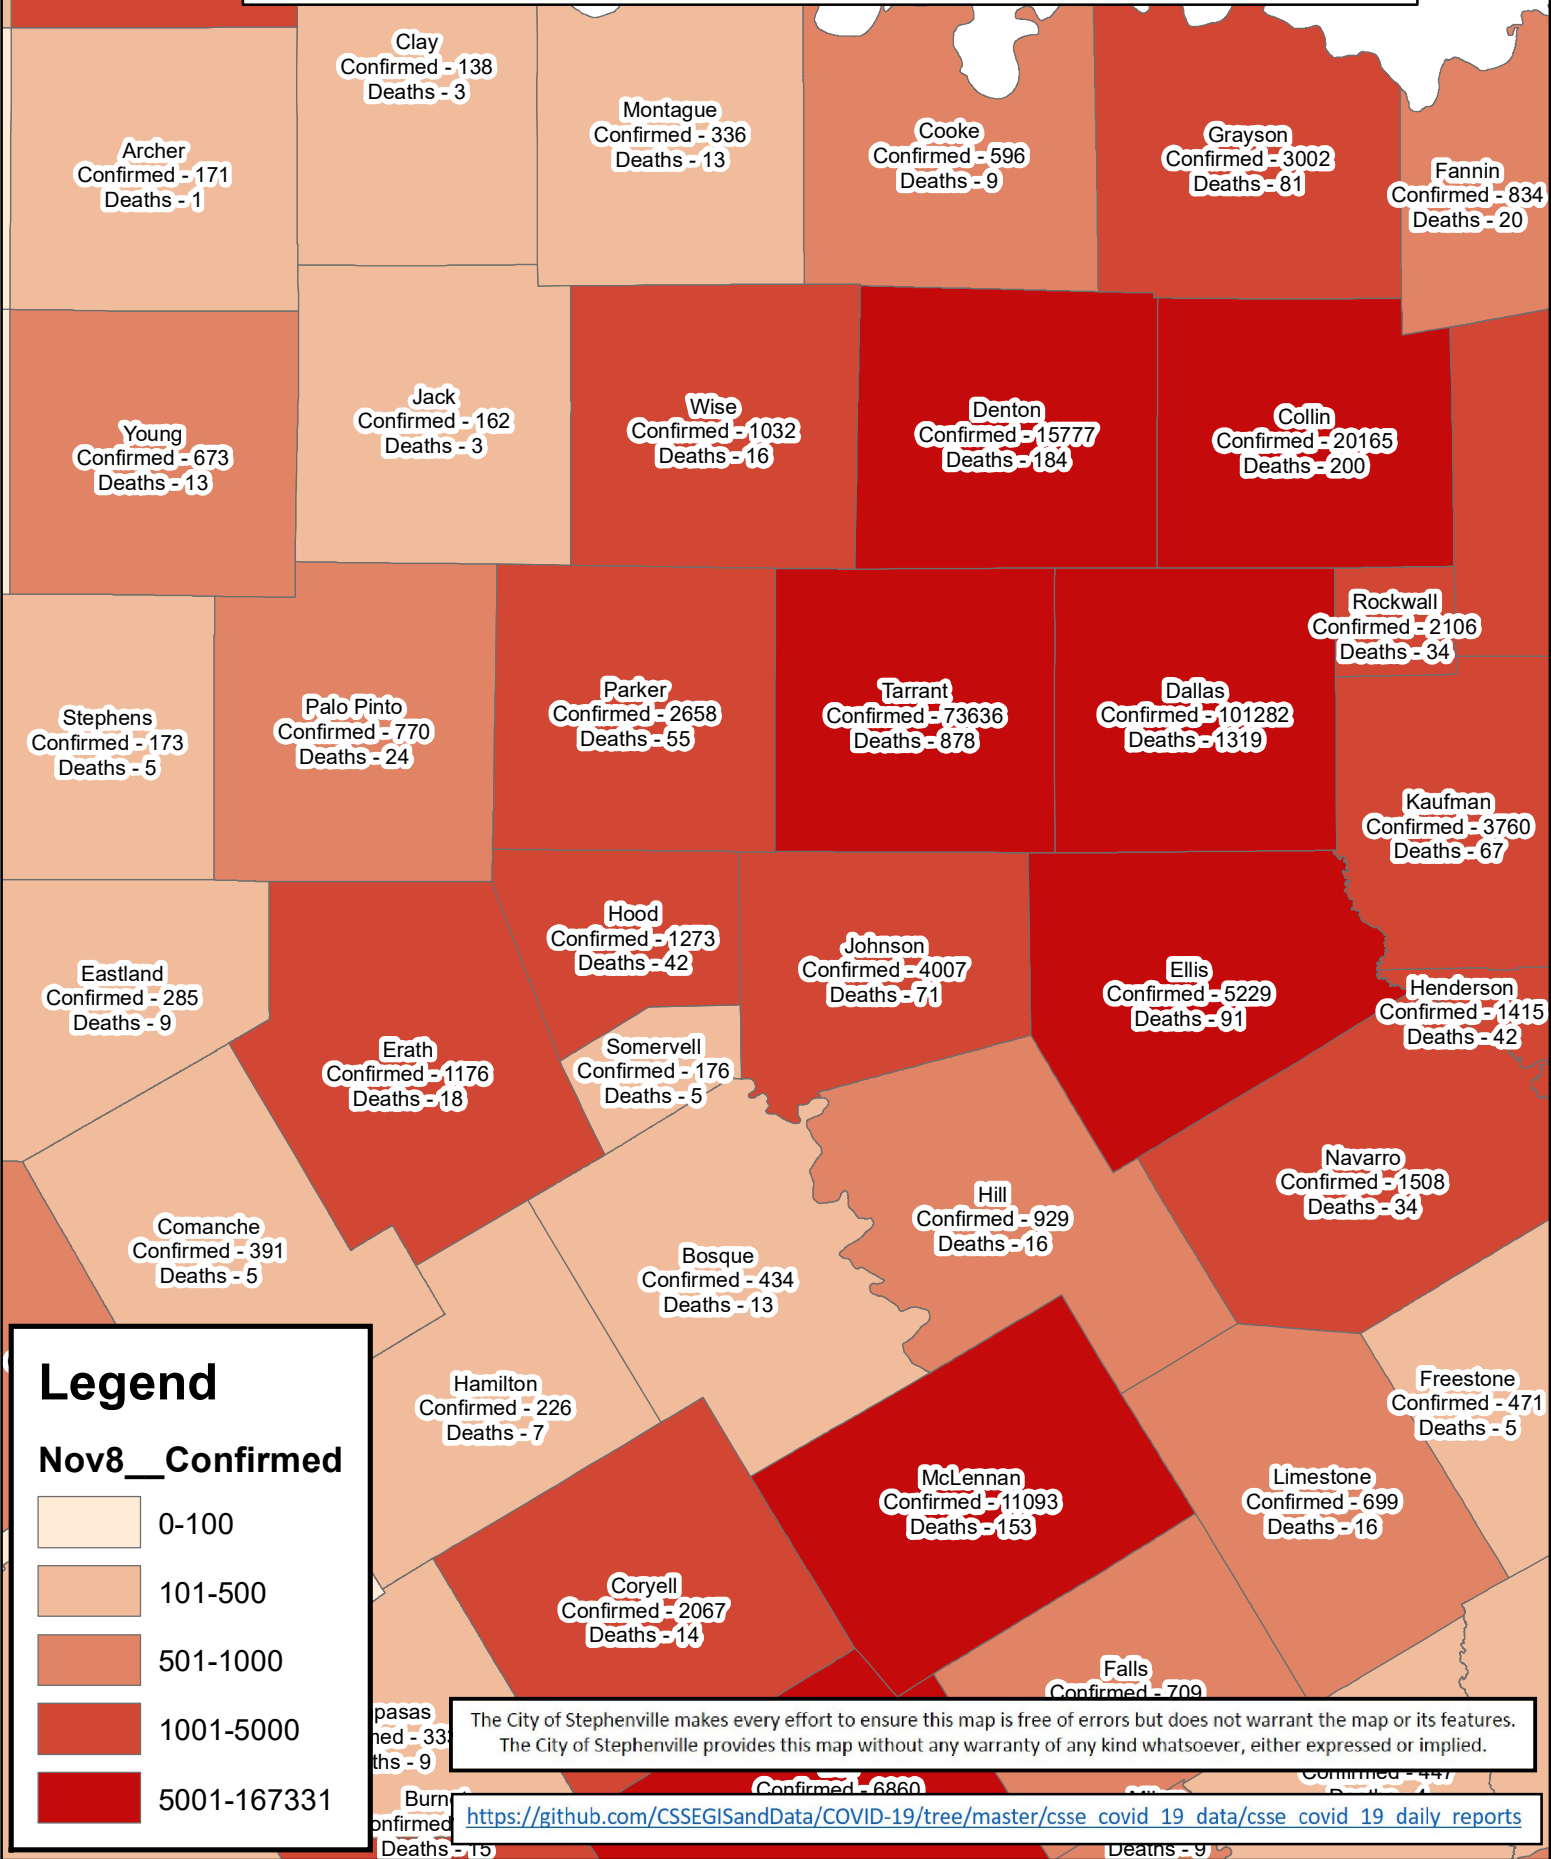 Clay
Confirmed - 138
Deaths - 3
Montague
Confirmed - 336
Deaths - 13
Cooke
Confirmed - 596
Deaths - 9
Grayson
Confirmed - 3002
Deaths - 81
Archer
Confirmed - 171
Deaths - 1
Fannin
Confirmed - 834
Deaths - 20
Young
Confirmed - 673
Deaths - 13
Jack
Confirmed - 162
Deaths - 3
Wise
Confirmed - 1032
Deaths - 16
Denton
Confirmed - 15777
Deaths - 184
Collin
Confirmed - 20165
Deaths - 200
Rockwall
Confirmed - 2106
Deaths - 34
Stephens
Confirmed - 173
Deaths - 5
Palo Pinto
Confirmed - 770
Deaths - 24
Parker
Confirmed - 2658
Deaths - 55
Tarrant
Confirmed - 73636
Deaths - 878
Dallas
Confirmed - 101282
Deaths - 1319
Kaufman
Confirmed - 3760
Deaths - 67
Eastland
Confirmed - 285
Deaths - 9
Hood
Confirmed - 1273
Deaths - 42
Johnson
Confirmed - 4007
Deaths - 71
Ellis
Confirmed - 5229
Deaths - 91
Henderson
Confirmed - 1415
Deaths - 42
Erath
Confirmed - 1176
Deaths - 18
Somervell
Confirmed - 176
Deaths - 5
Comanche
Confirmed - 391
Deaths - 5
Bosque
Confirmed - 434
Deaths - 13
Hill
Confirmed - 929
Deaths - 16
Navarro
Confirmed - 1508
Deaths - 34
Hamilton
Confirmed - 226
Deaths - 7
Freestone
Confirmed - 471
Deaths - 5
McLennan
Confirmed - 11093
Deaths - 153
Limestone
Confirmed - 699
Deaths - 16
Coryell
Confirmed - 2067
Deaths - 14
Falls
Confirmed - 709
Legend
Nov8__Confirmed
0-100
101-500
501-1000
1001-5000
5001-167331
pasas
ned - 33
ths - 9
Burne
onfirmed
Deaths - 15
The City of Stephenville makes every effort to ensure this map is free of errors but does not warrant the map or its features.
The City of Stephenville provides this map without any warranty of any kind whatsoever, either expressed or implied.
Confirmed - 6860
Confirmed - 447
https://github.com/CSSEGISandData/COVID-19/tree/master/csse_covid_19_data/csse_covid_19_daily_reports
Deaths - 9